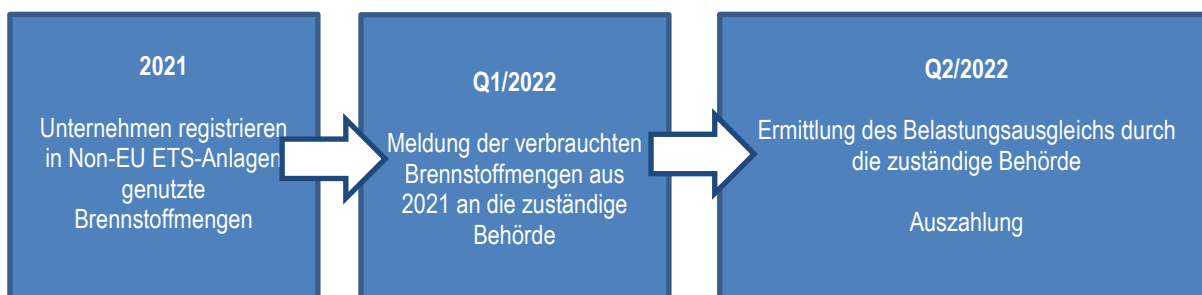 2021
Unternehmen registrieren
in Non-EU ETS-Anlagen
genutzte
Brennstoffmengen
Q1/2022
Meldung der verbrauchten
Brennstoffmengen aus
2021 an die zuständige
Behörde
Q2/2022
Ermittlung des Belastungsausgleichs durch
die zuständige Behörde
Auszahlung